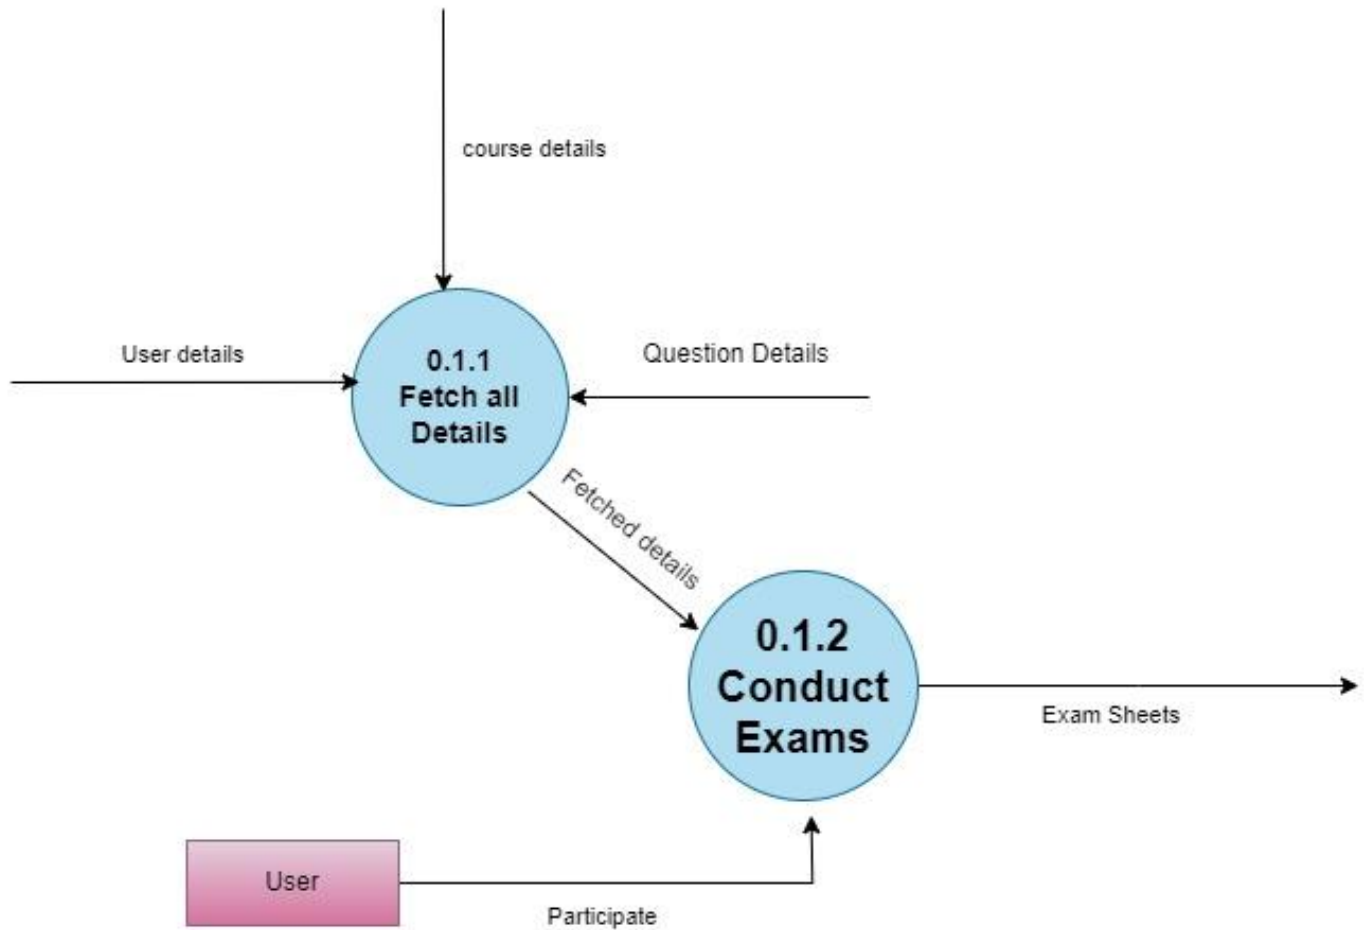 course details
User details
0.1.1
Fetch all
Details
Question Details
Fetched details
0.1.2
Conduct
Exams
Exam Sheets
User
Participate